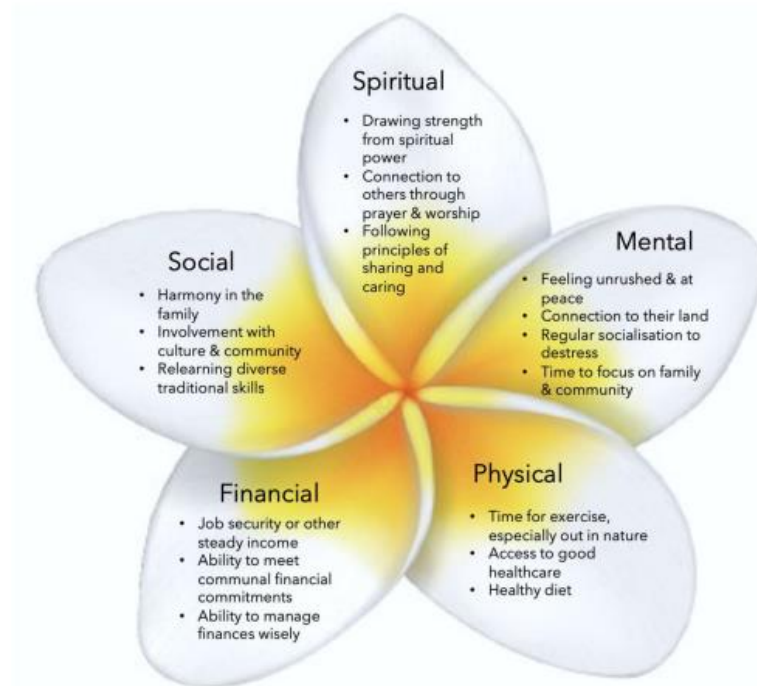 Spiritual
• Drawing strength
from spiritual
power
• Connection to
others through
prayer & worship
• Following
principles of
sharing and
caring
Mental
• Feeling unrushed & at
peace
• Connection to their land
• Regular socialisation to
destress
• Time to focus on family
& community
Social
• Harmony in the
family
• Involvement with
culture & community
• Relearning diverse
traditional skills
Physical
• Time for exercise,
especially out in nature
• Access to good
healthcare
• Healthy diet
Financial
• Job security or other
steady income
• Ability to meet
communal financial
commitments
• Ability to manage
finances wisely